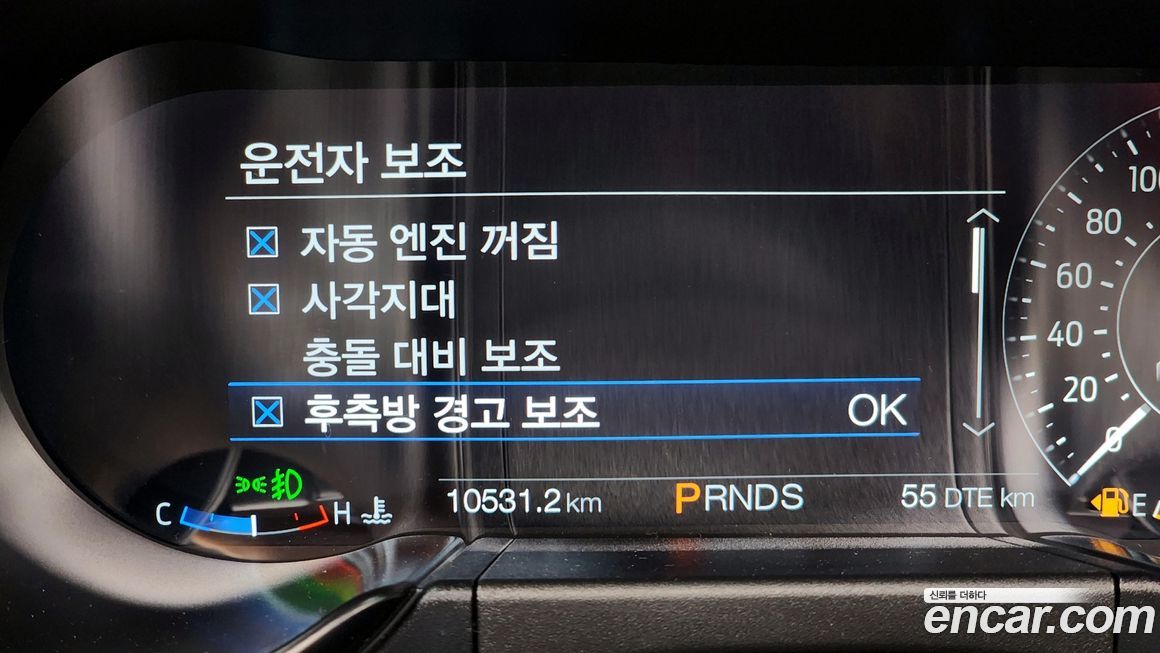 운전자 보조
자동 엔진 꺼짐
사각지대
충돌 대비 보조
후측방 경고 보조 OK
100
80
60
40
20
0
C H
10531.2 km PRNDS 55 DTE km
E
신뢰를 더하다
encar.com